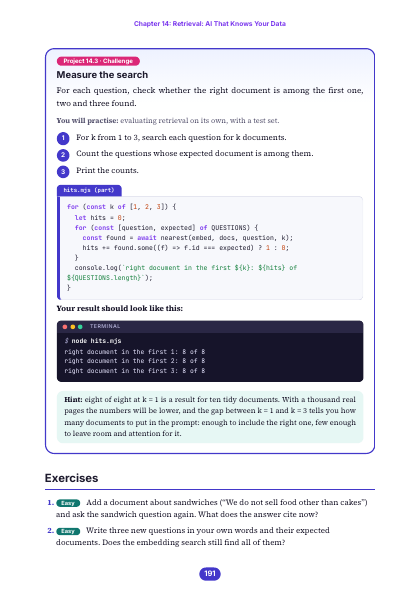 Chapter 14: Retrieval: AI That Knows Your Data
Project 14.3 · Challenge
Measure the search
For each question, check whether the right document is among the first one,
two and three found.
You will practise: evaluating retrieval on its own, with a test set.
1 For k from 1 to 3, search each question for k documents.
2 Count the questions whose expected document is among them.
3 Print the counts.
hits.mjs (part)
for (const k of [1, 2, 3]) {
let hits = 0;
for (const [question, expected] of QUESTIONS) {
const found = await nearest(embed, docs, question, k);
hits += found.some((f) => f.id === expected) ? 1 : 0;
}
console.log(`right document in the first ${k}: ${hits} of
${QUESTIONS.length}`);
}
Your result should look like this:
TERMINAL
$ node hits.mjs
right document in the first 1: 8 of 8
right document in the first 2: 8 of 8
right document in the first 3: 8 of 8
Hint: eight of eight at k = 1 is a result for ten tidy documents. With a thousand real
pages the numbers will be lower, and the gap between k = 1 and k = 3 tells you how
many documents to put in the prompt: enough to include the right one, few enough
to leave room and attention for it.
Exercises
1. Easy Add a document about sandwiches (“We do not sell food other than cakes”)
and ask the sandwich question again. What does the answer cite now?
2. Easy Write three new questions in your own words and their expected
documents. Does the embedding search still find all of them?
191